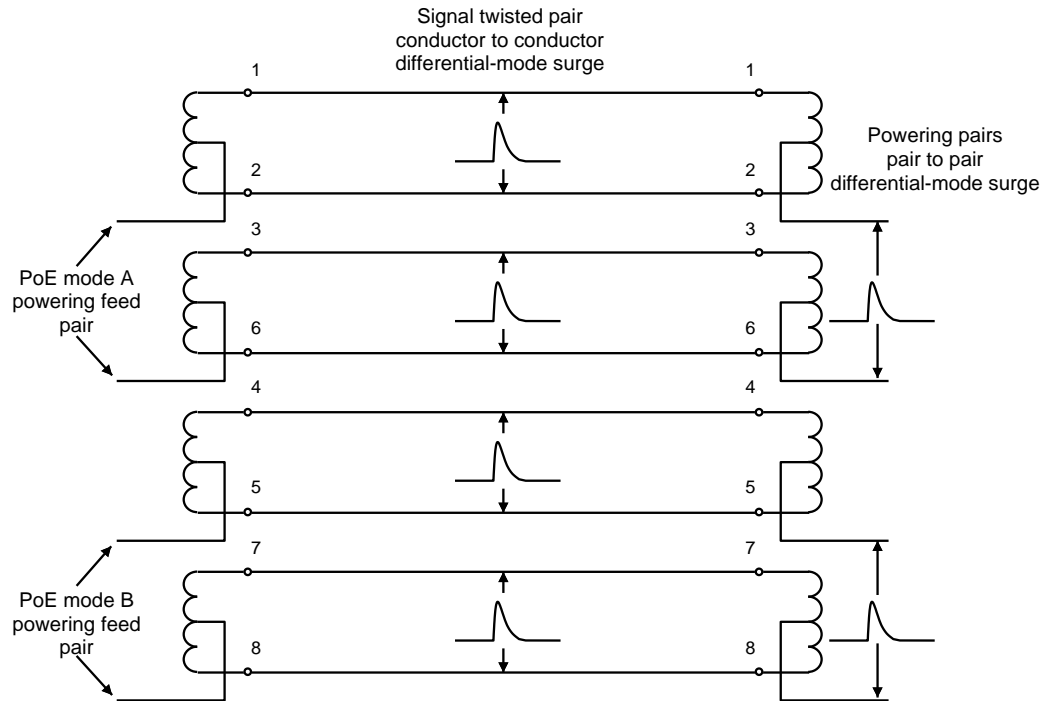 Signal twisted pair
conductor to conductor
differential-mode surge
1
1
Powering pairs
pair to pair
differential-mode surge
2
2
3
3
PoE mode A
powering feed
pair
6
6
4
4
5
5
7
7
PoE mode B
powering feed
pair
8
8